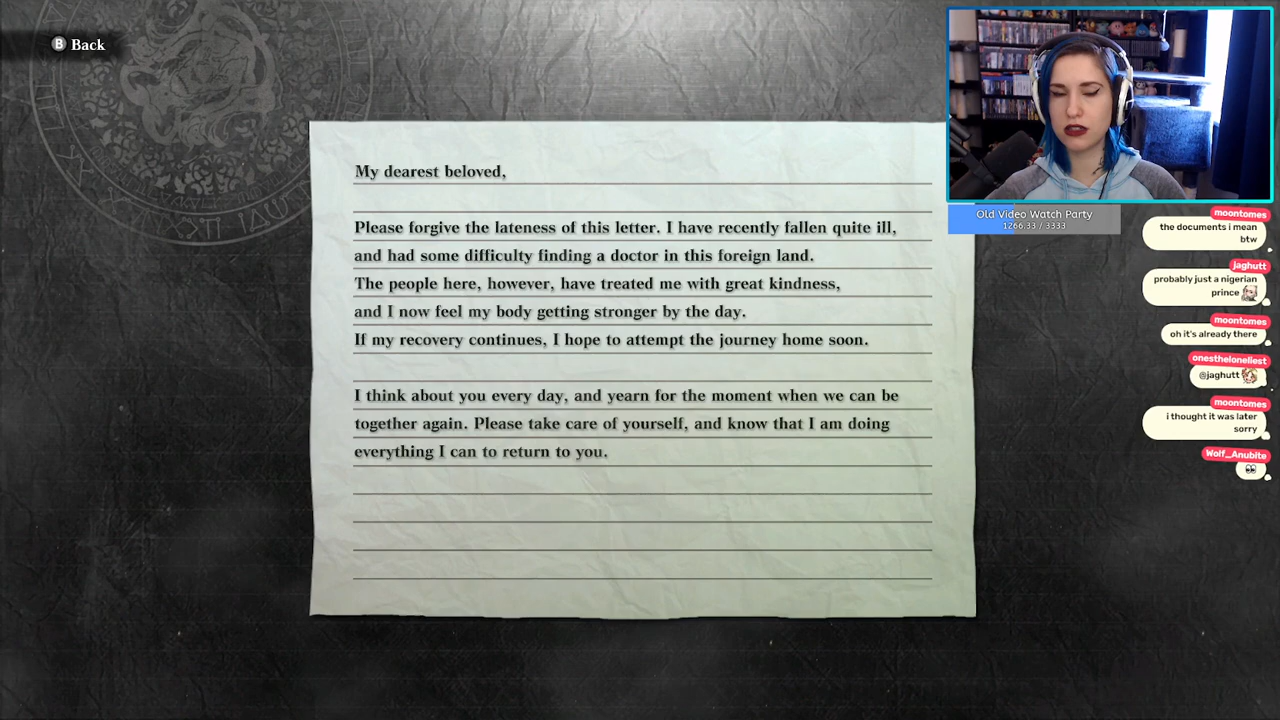 B Back
My dearest beloved,
Please forgive the lateness of this letter. I have recently fallen quite ill,
and had some difficulty finding a doctor in this foreign land.
The people here, however, have treated me with great kindness,
and I now feel my body getting stronger by the day.
If my recovery continues, I hope to attempt the journey home soon.
I think about you every day, and yearn for the moment when we can be
together again. Please take care of yourself, and know that I am doing
everything I can to return to you.
Old Video Watch Party
1266.33 / 3333
moontomes
the documents i mean
btw
jaghutt
probably just a nigerian
prince
moontomes
oh it's already there
onestheloneliest
@jaghutt
moontomes
i thought it was later
sorry
Wolf_Anubite